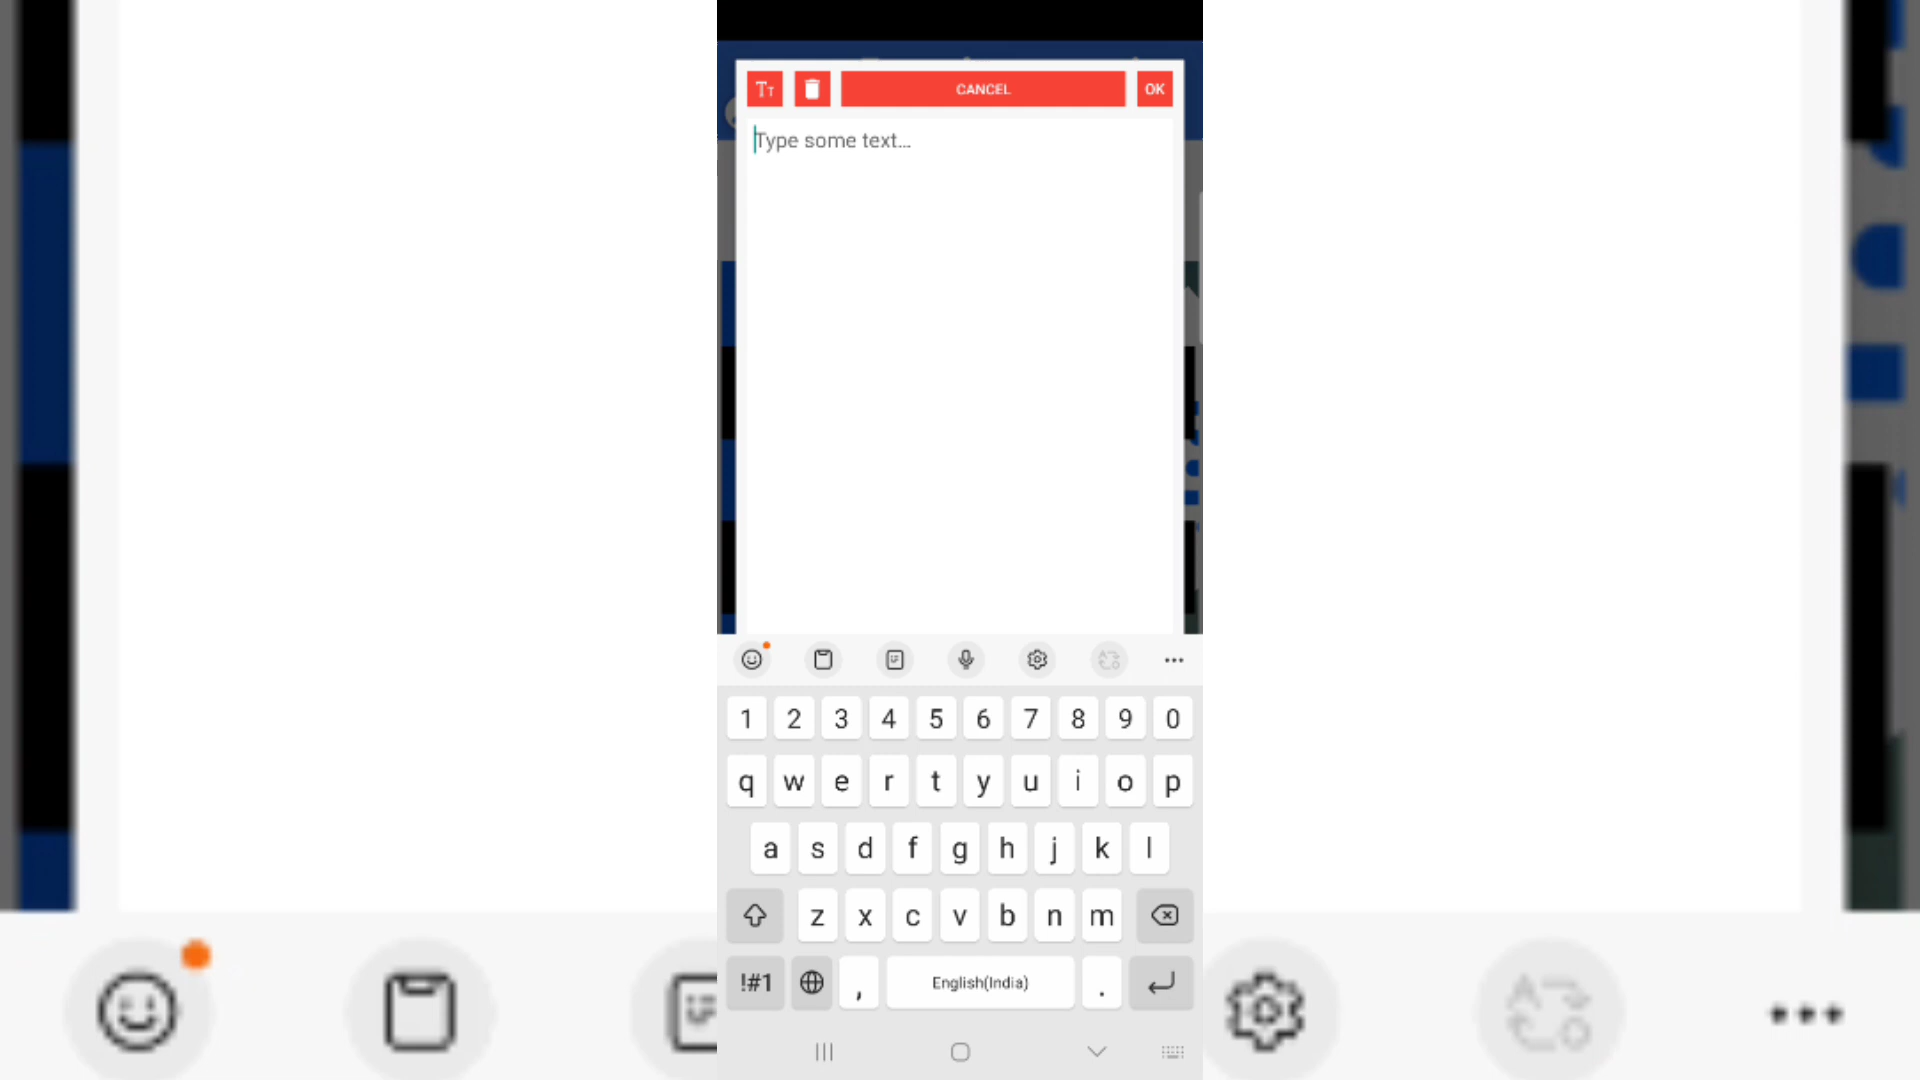 Tт CANCEL OK
Type some text...
1 2 3 4 5 6 7 8 9 0
q w e r t y u i o p
a s d f g h j k l
z x c v b n m
!#1 , English(India) .